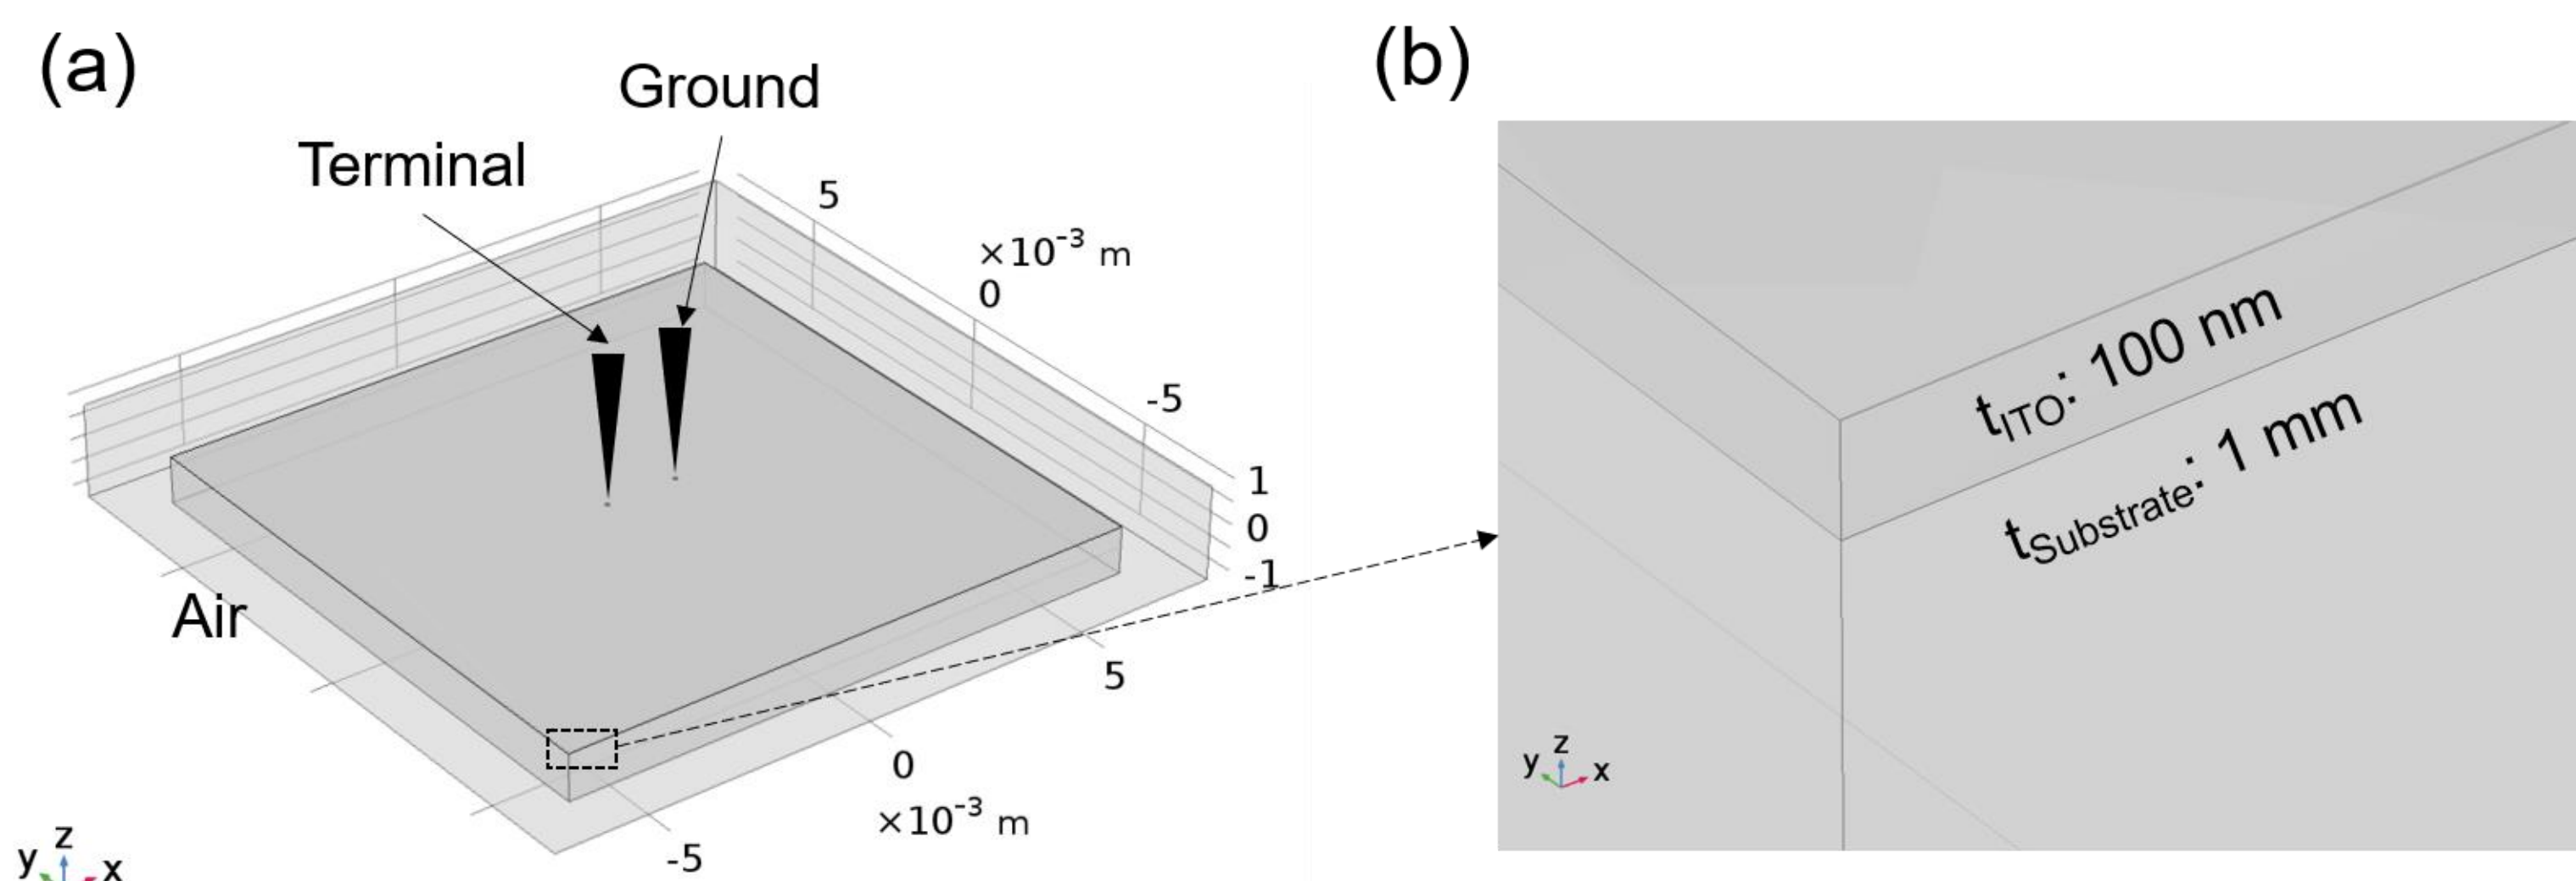 (a)
Ground
Terminal
5
×10⁻³ m
0
-5
1
0
-1
Air
5
0
×10⁻³ m
-5
z
y
x
(b)
t_ITO: 100 nm
t_Substrate: 1 mm
z
y
x